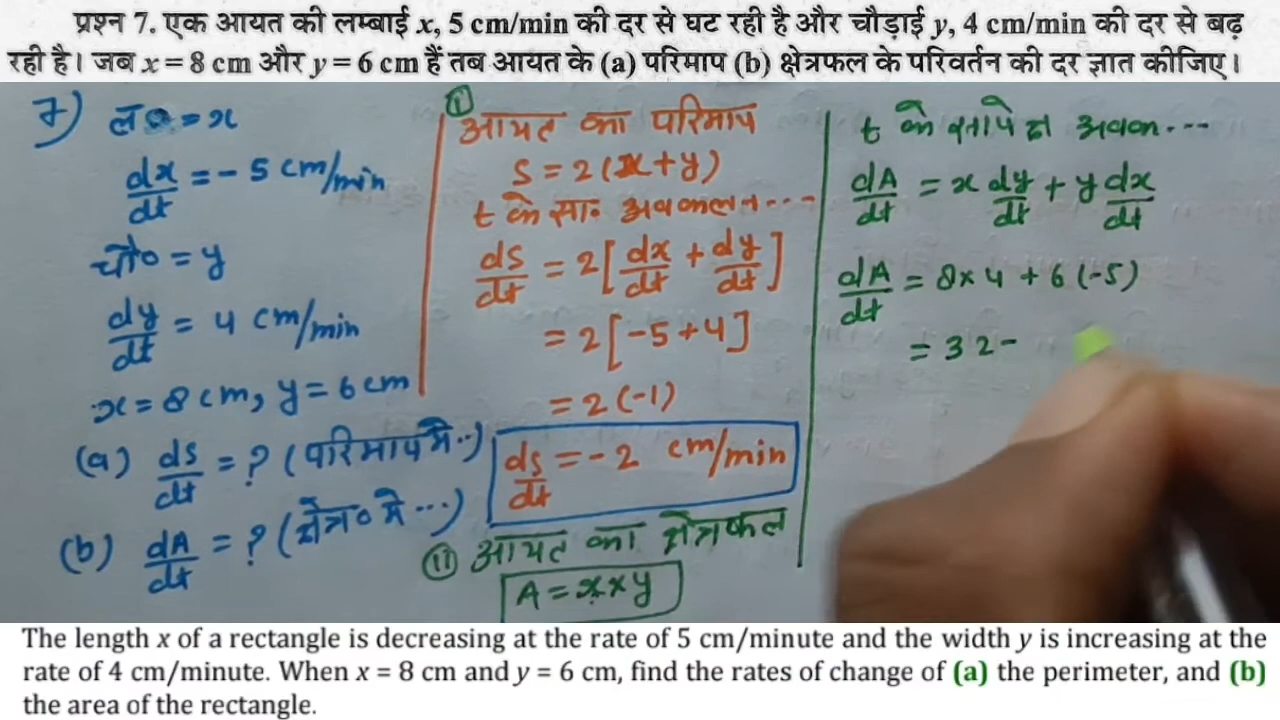 प्रश्न 7. एक आयत की लम्बाई x, 5 cm/min की दर से घट रही है और चौड़ाई y, 4 cm/min की दर से बढ़
रही है। जब x = 8 cm और y = 6 cm हैं तब आयत के (a) परिमाप (b) क्षेत्रफल के परिवर्तन की दर ज्ञात कीजिए।
7) ल० = x
dx/dt = - 5 cm/min
चौ० = y
dy/dt = 4 cm/min
x = 8 cm, y = 6 cm
(a) ds/dt = ? (परिमाप में..)
(b) dA/dt = ? (क्षेत्र० में ...)
(i) आयत का परिमाप
S = 2(x+y)
t के सा० अवकलन ...
ds/dt = 2[dx/dt + dy/dt]
= 2[-5+4]
= 2(-1)
ds/dt = -2 cm/min
(ii) आयत का क्षेत्रफल
A = x×y
t के सापेक्ष अवक....
dA/dt = x dy/dt + y dx/dt
dA/dt = 8×4 + 6(-5)
= 32-
The length x of a rectangle is decreasing at the rate of 5 cm/minute and the width y is increasing at the
rate of 4 cm/minute. When x = 8 cm and y = 6 cm, find the rates of change of (a) the perimeter, and (b)
the area of the rectangle.